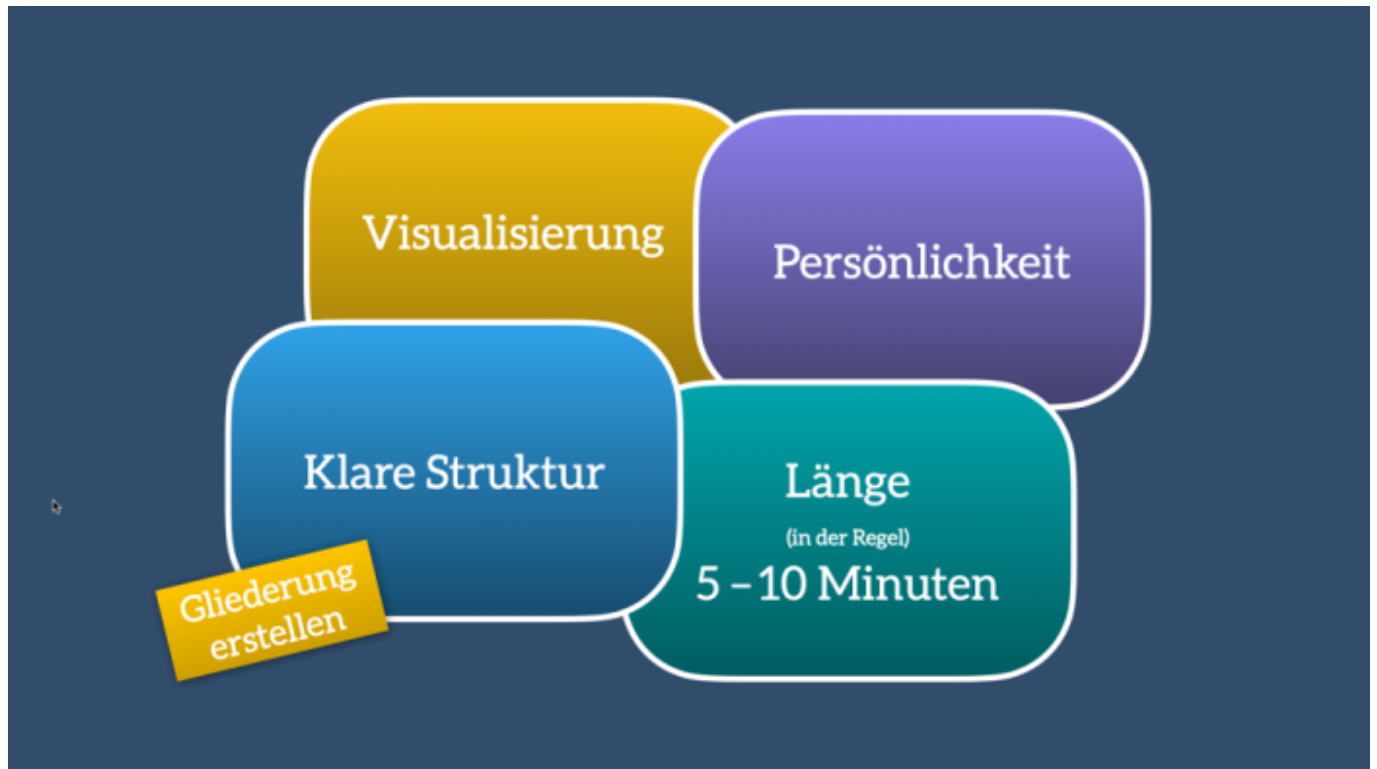 Visualisierung
Persönlichkeit
Klare Struktur
Gliederung
erstellen
Länge
(in der Regel)
5 – 10 Minuten